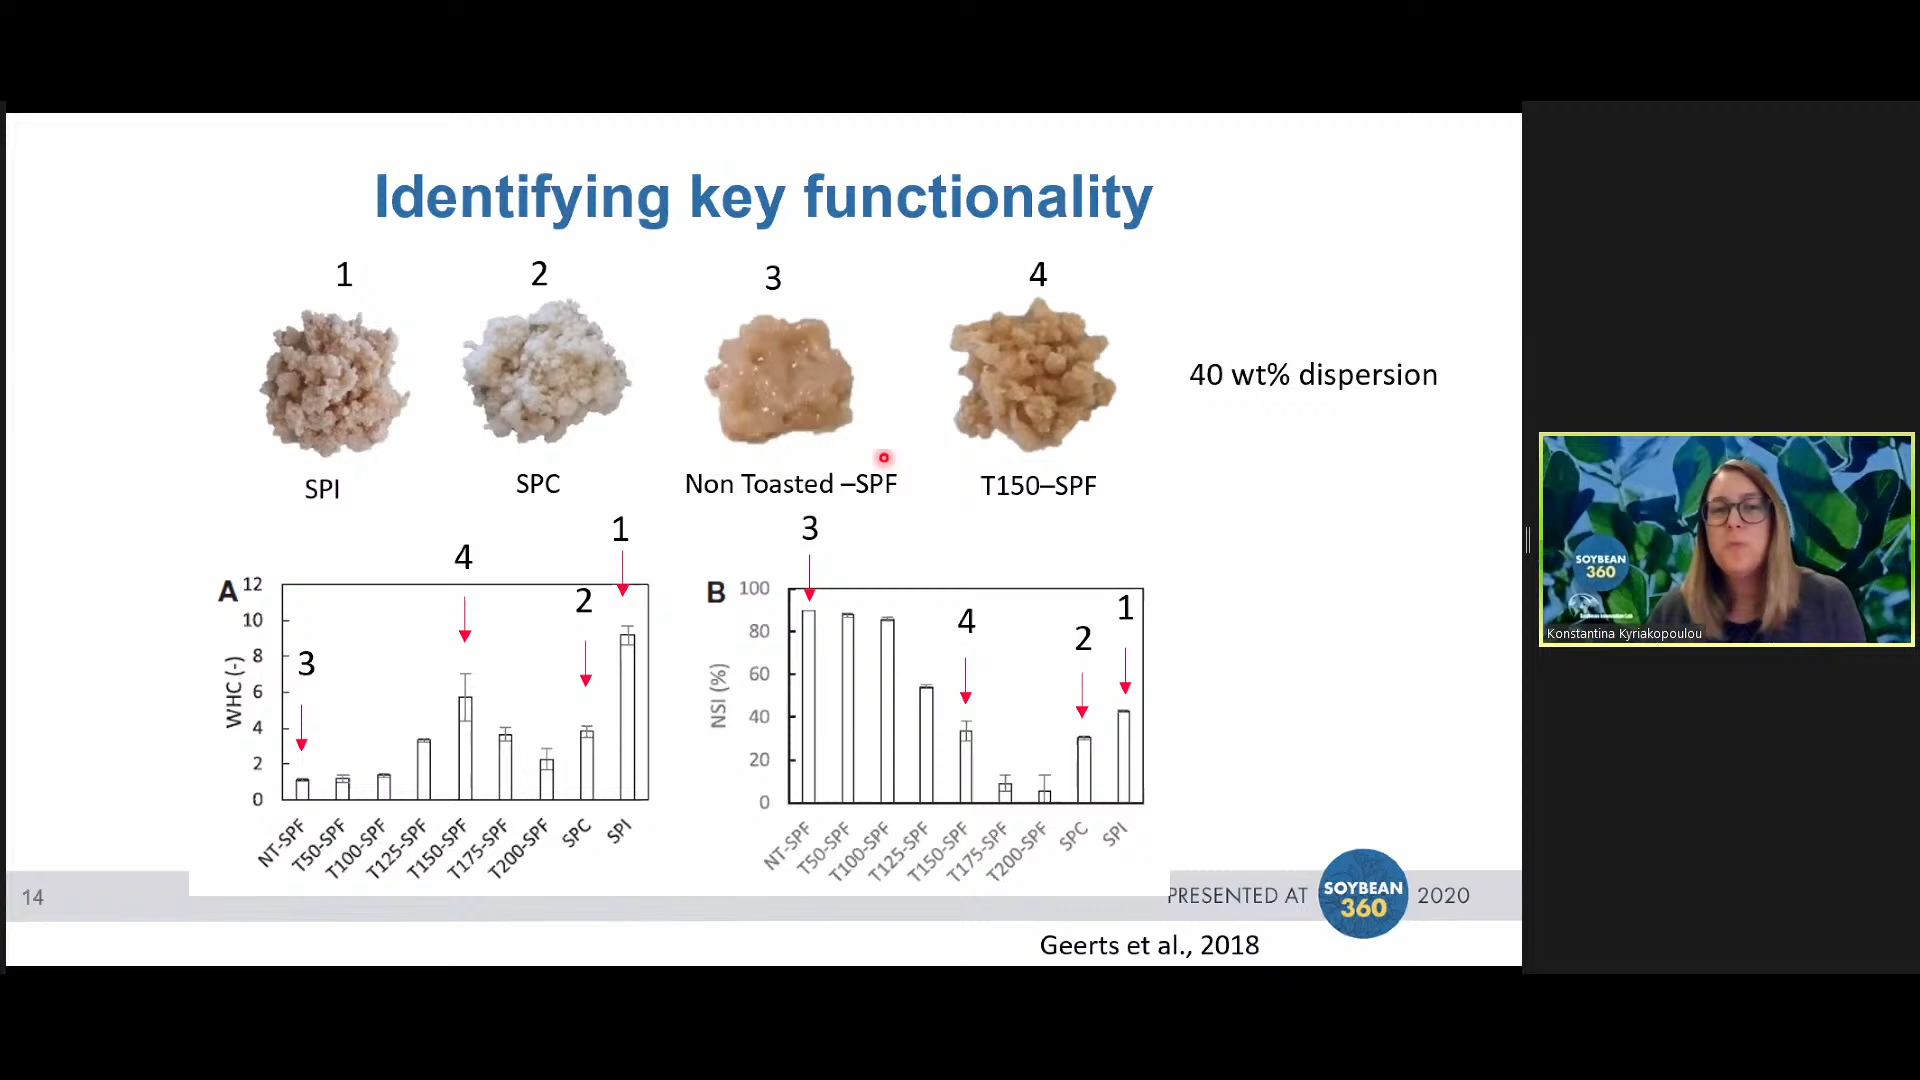 Identifying key functionality
1
2
3
4
40 wt% dispersion
SPI
SPC
Non Toasted –SPF
T150–SPF
A
12
10
8
6
4
2
0
WHC (-)
3
4
2
1
NT-SPF
T50-SPF
T100-SPF
T125-SPF
T150-SPF
T175-SPF
T200-SPF
SPC
SPI
B
100
80
60
40
20
0
NSI (%)
3
4
2
1
NT-SPF
T50-SPF
T100-SPF
T125-SPF
T150-SPF
T175-SPF
T200-SPF
SPC
SPI
14
PRESENTED AT
SOYBEAN
360
2020
Geerts et al., 2018
SOYBEAN
360
Konstantina Kyriakopoulou